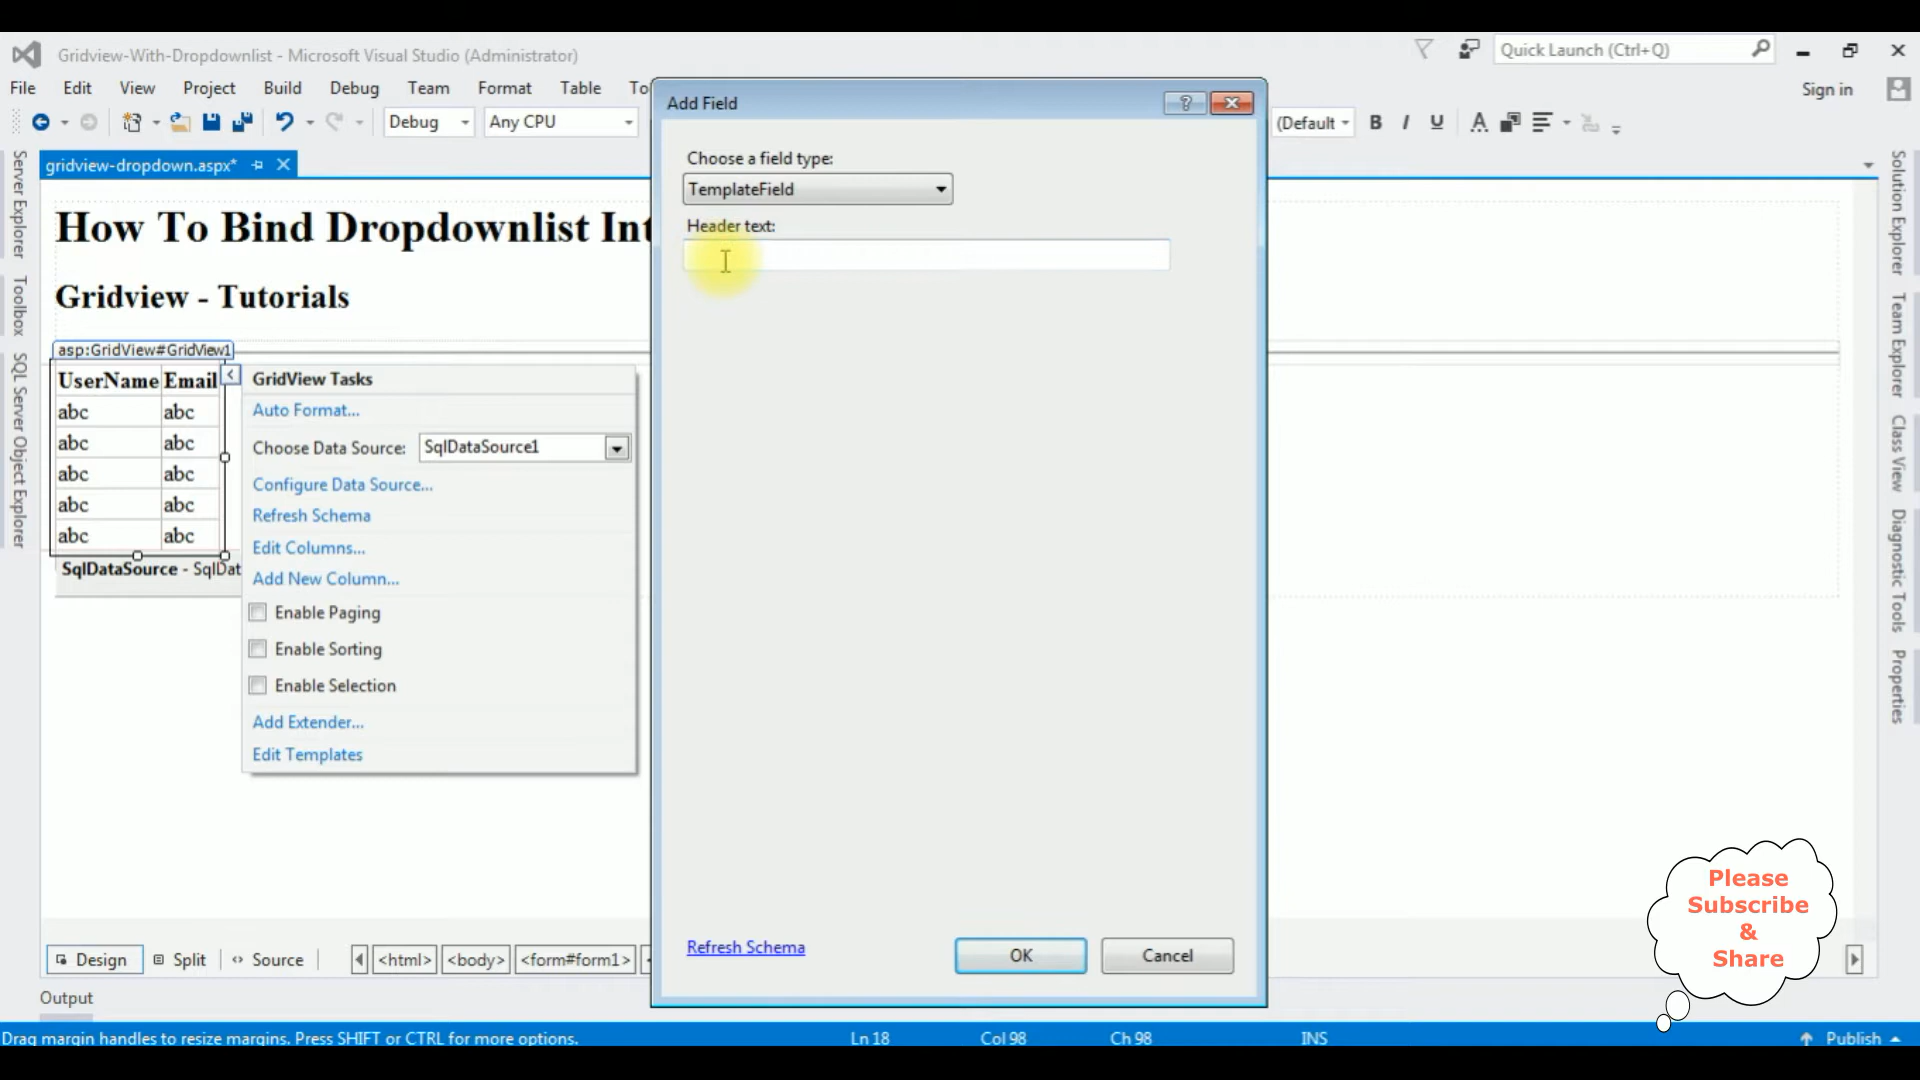 Gridview-With-Dropdownlist - Microsoft Visual Studio (Administrator)
Quick Launch (Ctrl+Q)
File Edit View Project Build Debug Team Format Table To
Sign in
Debug Any CPU (Default B I U A
gridview-dropdown.aspx*
Server Explorer
Toolbox
SQL Server Object Explorer
How To Bind Dropdownlist Int
Gridview - Tutorials
asp:GridView#GridView1
UserName Email
abc abc
abc abc
abc abc
abc abc
abc abc
SqlDataSource - SqlDat
GridView Tasks
Auto Format...
Choose Data Source: SqlDataSource1
Configure Data Source...
Refresh Schema
Edit Columns...
Add New Column...
Enable Paging
Enable Sorting
Enable Selection
Add Extender...
Edit Templates
Add Field
?
Choose a field type:
TemplateField
Header text:
Refresh Schema
OK Cancel
Solution Explorer
Team Explorer
Class View
Diagnostic Tools
Properties
Please
Subscribe
&
Share
Design Split Source <html> <body> <form#form1>
Output
Drag margin handles to resize margins. Press SHIFT or CTRL for more options. Ln 18 Col 98 Ch 98 INS Publish